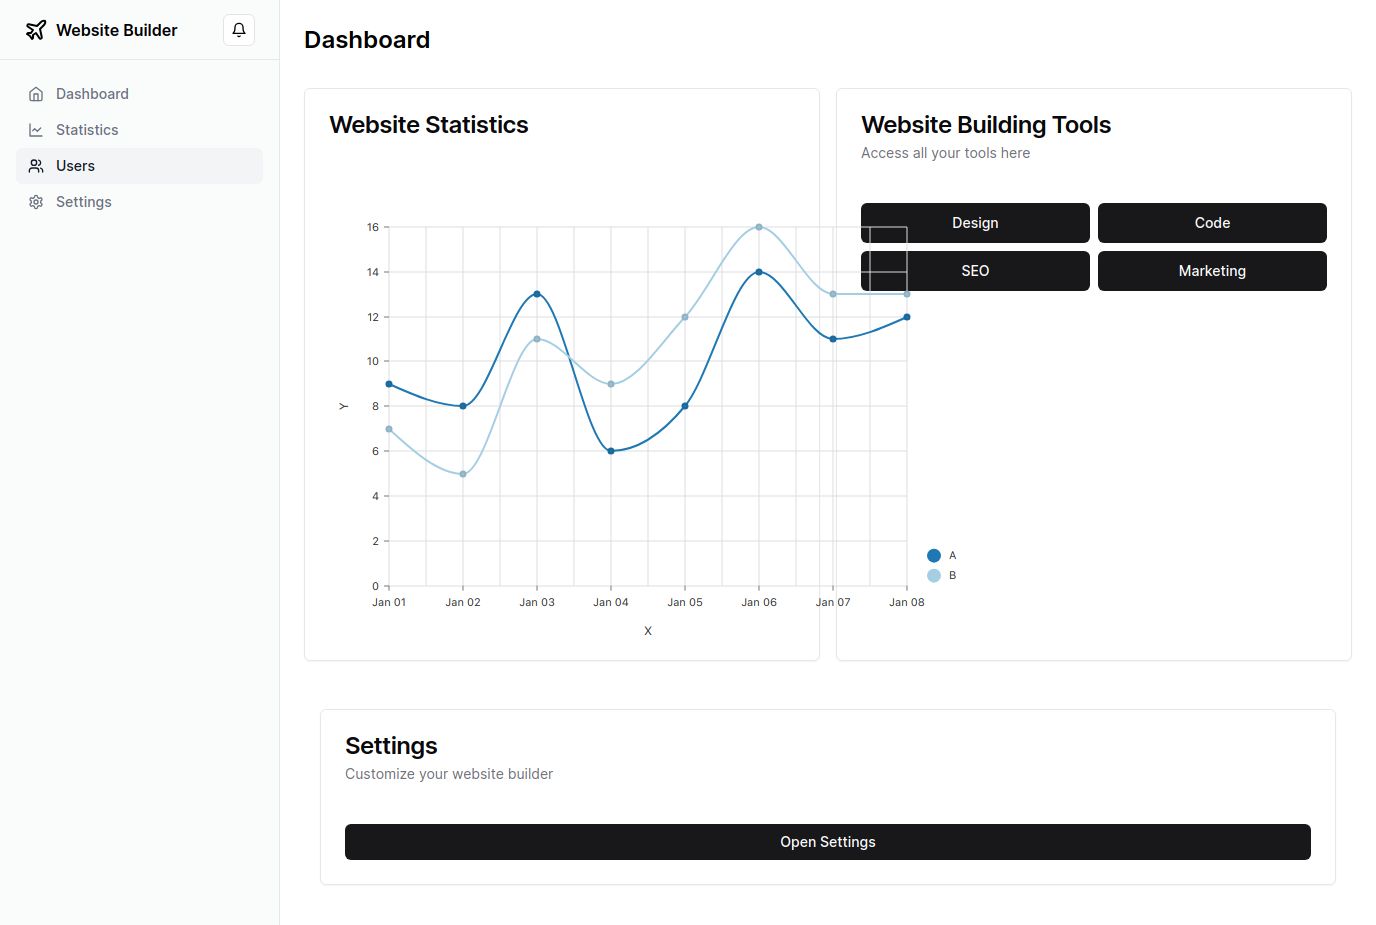 Website Builder
Dashboard
Statistics
Users
Settings
Dashboard
Website Statistics
16
14
12
10
8
6
4
2
0
Y
Jan 01 Jan 02 Jan 03 Jan 04 Jan 05 Jan 06 Jan 07 Jan 08
X
A
B
Website Building Tools
Access all your tools here
Design Code
SEO Marketing
Settings
Customize your website builder
Open Settings